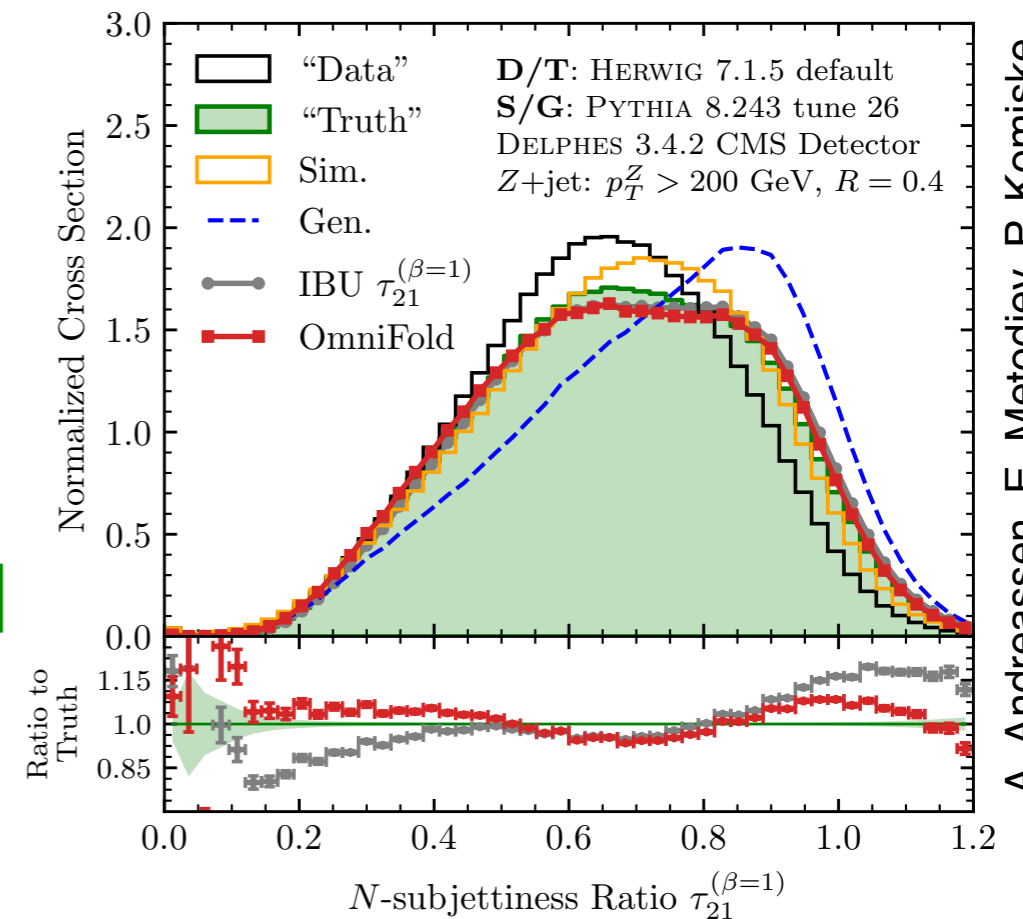 3.0
2.5
2.0
1.5
1.0
0.5
0.0
Normalized Cross Section
“Data”
“Truth”
Sim.
Gen.
IBU τ₂₁^(β=1)
OmniFold
D/T: HERWIG 7.1.5 default
S/G: PYTHIA 8.243 tune 26
DELPHES 3.4.2 CMS Detector
Z+jet: p_T^Z > 200 GeV, R = 0.4
1.15
1.0
0.85
Ratio to
Truth
0.0 0.2 0.4 0.6 0.8 1.0 1.2
N-subjettiness Ratio τ₂₁^(β=1)
A. Andreassen, E. Metodiev, P. Komiske